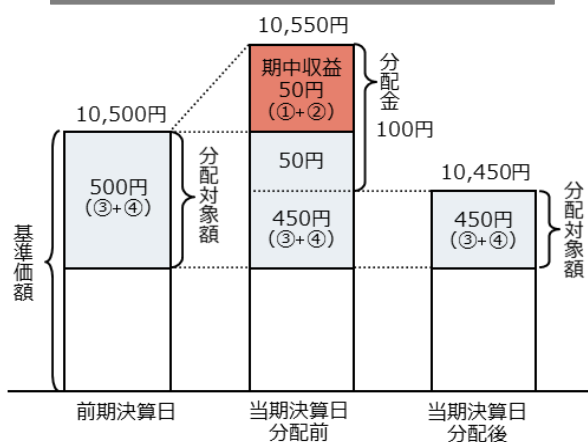 10,550円
期中収益
50円
(①+②)
分配金
100円
10,500円
500円
(③+④)
分配対象額
50円
450円
(③+④)
10,450円
450円
(③+④)
分配対象額
基準価額
前期決算日
当期決算日
分配前
当期決算日
分配後